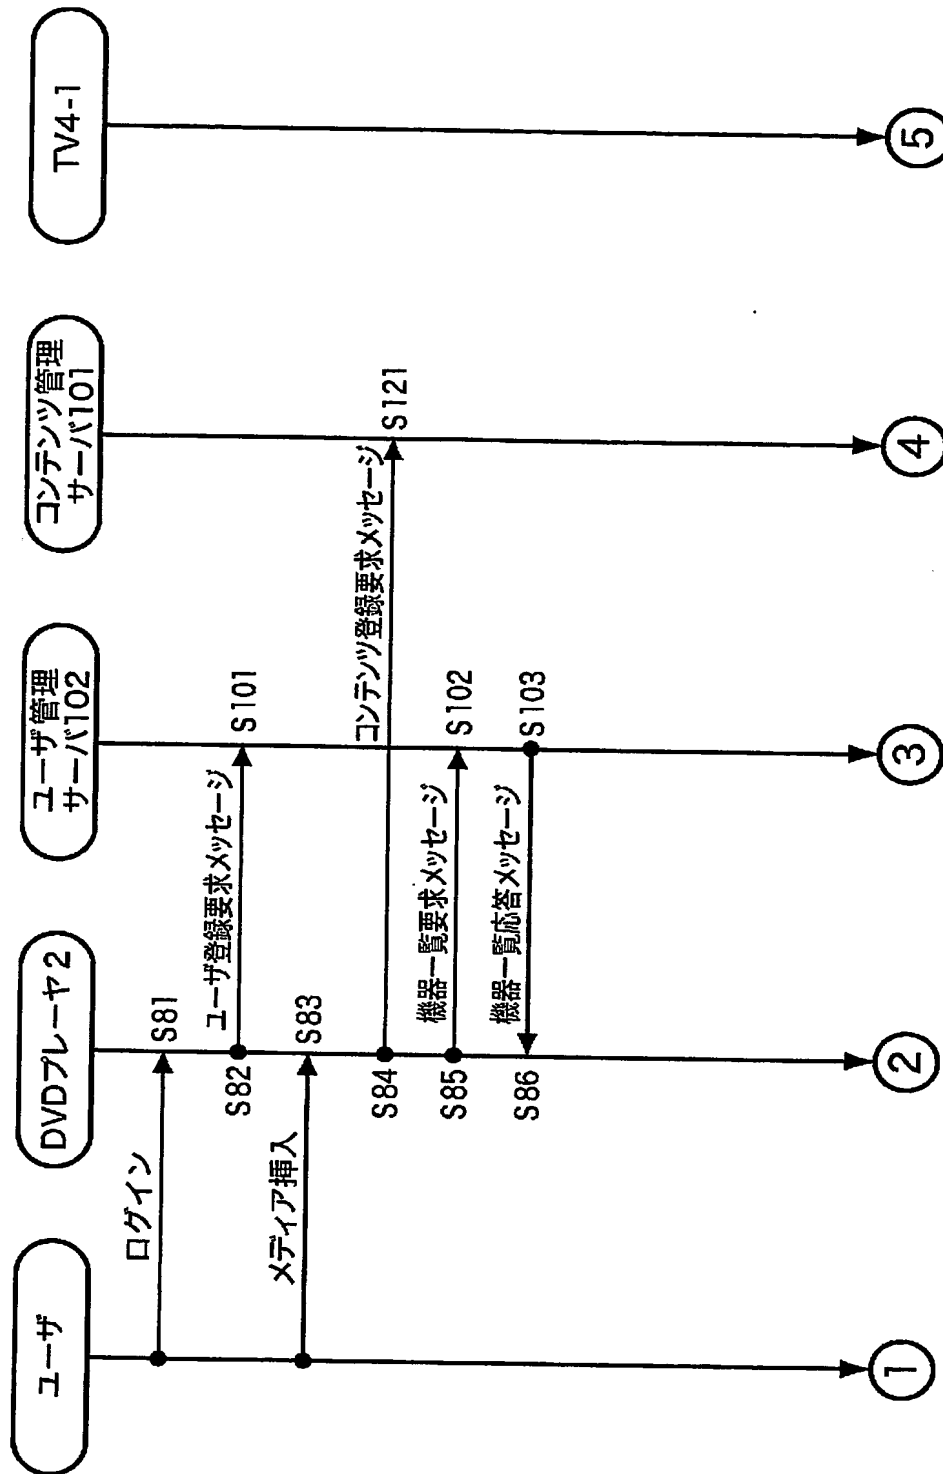 ユーザ
DVDプレーヤ2
ユーザ管理
サーバ102
コンテンツ管理
サーバ101
TV4-1
ログイン
S81
S82
ユーザ登録要求メッセージ
S101
メディア挿入
S83
S84
コンテンツ登録要求メッセージ
S121
S85
機器一覧要求メッセージ
S102
S86
機器一覧応答メッセージ
S103
1
2
3
4
5